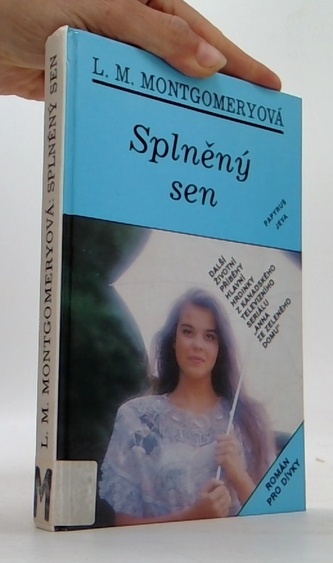 L. M. MONTGOMERYOVÁ
Splněný
sen
PAPYRUS
JEVA
DALŠÍ
ŽIVOTNÍ
PŘÍBĚHY
HLAVNÍ
HRDINKY
Z KANADSKÉHO
TELEVIZNÍHO
SERIÁLU
„ANNA
ZE ZELENÉHO
DOMU“
ROMÁN
PRO DÍVKY
L. M. MONTGOMERYOVÁ: SPLNĚNÝ SEN
M